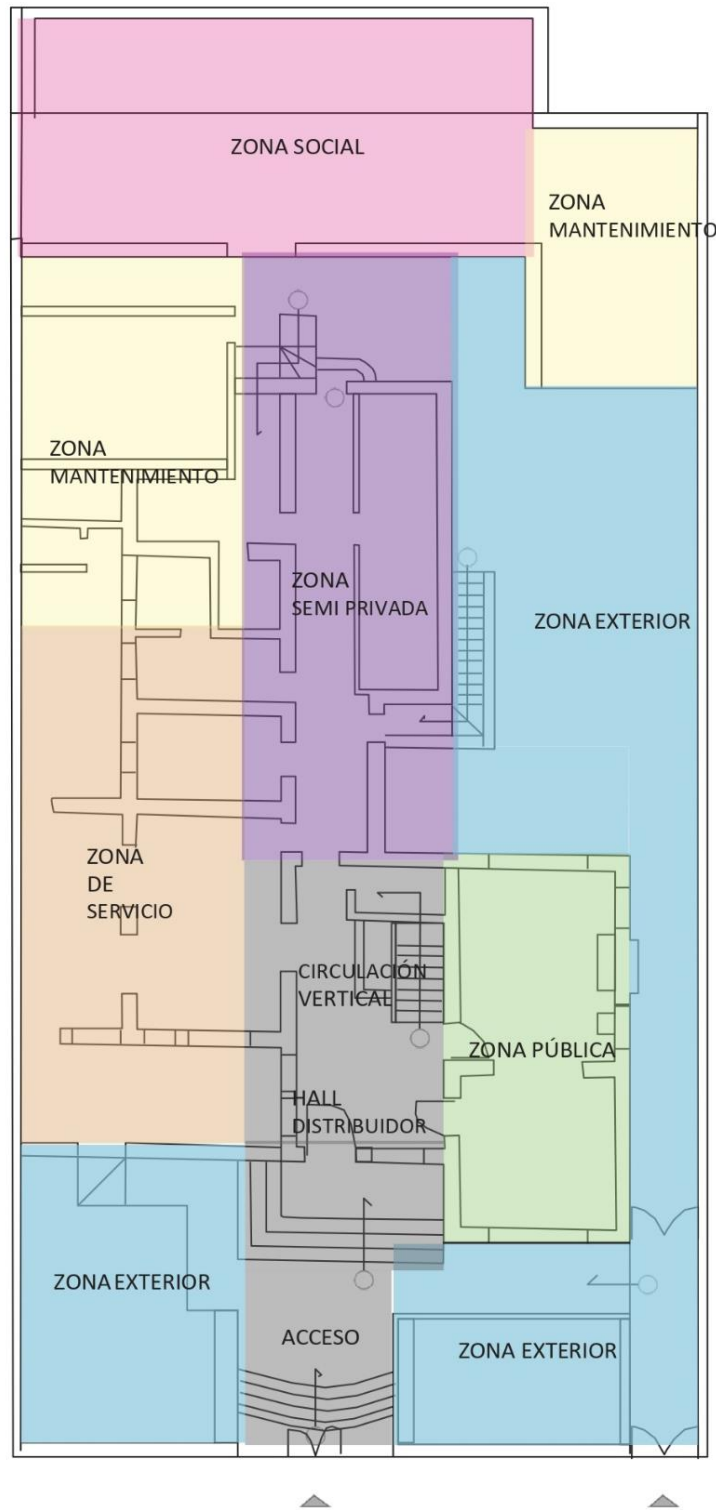 ZONA SOCIAL
ZONA
MANTENIMIENTO
ZONA
MANTENIMIENTO
ZONA
SEMI PRIVADA
ZONA EXTERIOR
ZONA
DE
SERVICIO
CIRCULACIÓN
VERTICAL
ZONA PÚBLICA
HALL
DISTRIBUIDOR
ZONA EXTERIOR
ACCESO
ZONA EXTERIOR